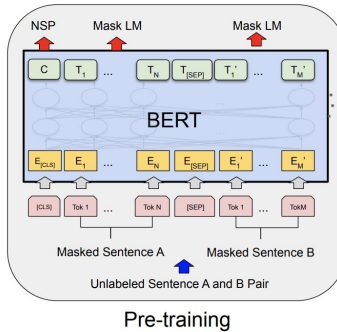 NSP Mask LM Mask LM
C T1 ... TN T[SEP] T1' ... TM'
BERT
E[CLS] E1 ... EN E[SEP] E1' ... EM'
[CLS] Tok 1 ... Tok N [SEP] Tok 1 ... TokM
Masked Sentence A Masked Sentence B
Unlabeled Sentence A and B Pair
Pre-training